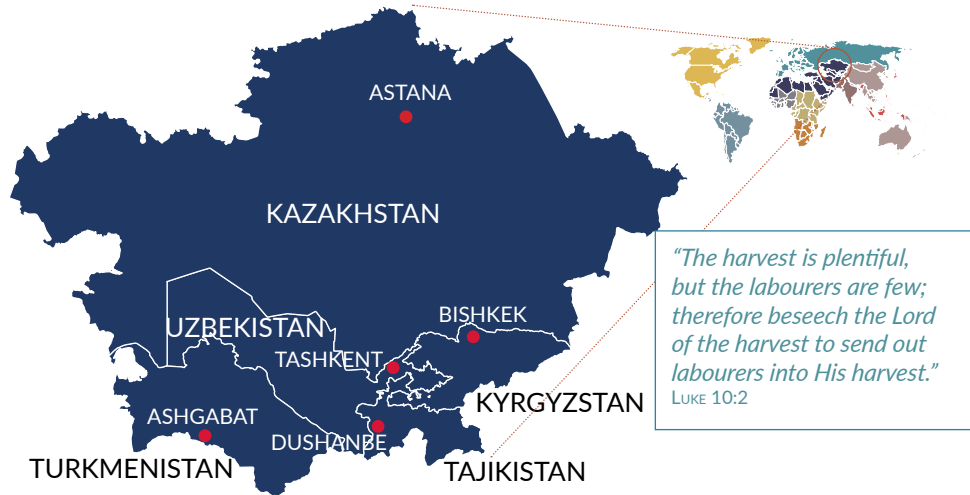 ASTANA
KAZAKHSTAN
“The harvest is plentiful,
but the labourers are few;
therefore beseech the Lord
of the harvest to send out
labourers into His harvest.”
LUKE 10:2
BISHKEK
UZBEKISTAN
TASHKENT
KYRGYZSTAN
ASHGABAT
DUSHANBE
TURKMENISTAN
TAJIKISTAN